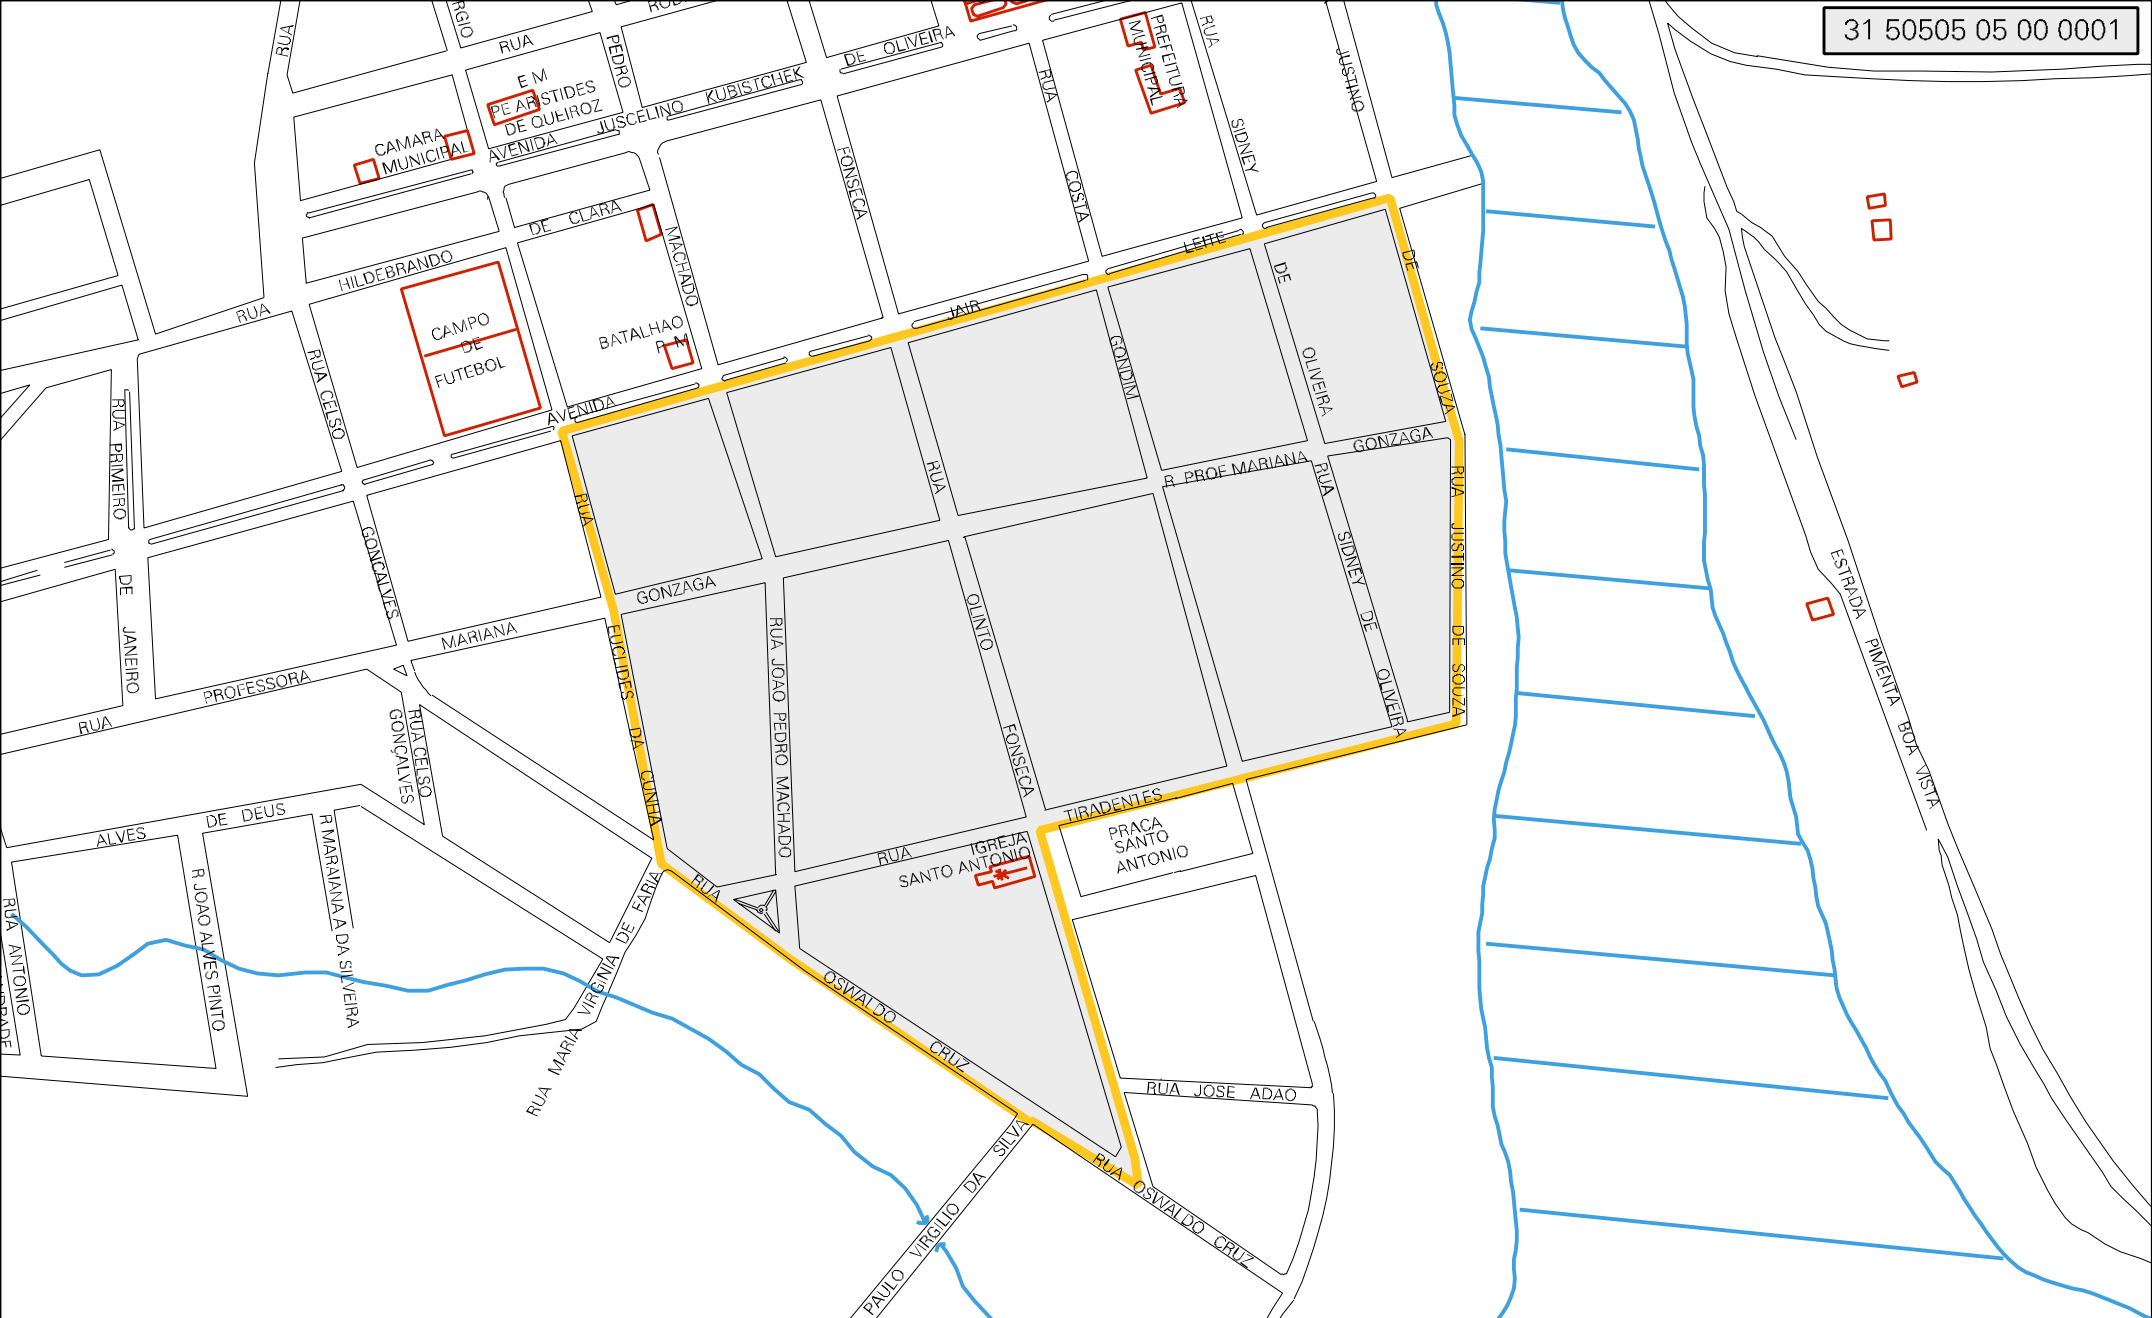 31 50505 05 00 0001
RUA
RGIO
RUA
PEDRO
DE OLIVEIRA
PREFEITURA
MUNICIPAL
RUA
SIDNEY
JUSTINO
E M
PE ARISTIDES
DE QUEIROZ
AVENIDA JUSCELINO KUBISTCHEK
CAMARA
MUNICIPAL
RUA COSTA
FONSECA
RUA HILDEBRANDO DE CLARA
MACHADO
CAMPO
DE
FUTEBOL
BATALHAO
P M
AVENIDA JAIR LEITE
DE SOUZA
DE OLIVEIRA
GONDIM
RUA CELSO
GONCALVES
RUA PRIMEIRO
DE JANEIRO
RUA PROFESSORA MARIANA GONZAGA
R PROF MARIANA GONZAGA
RUA EUCLIDES DA CUNHA
RUA OLINTO FONSECA
RUA SIDNEY DE OLIVEIRA
RUA JUSTINO DE SOUZA
RUA JOAO PEDRO MACHADO
RUA CELSO
GONÇALVES
ESTRADA PIMENTA BOA VISTA
ALVES DE DEUS
R JOAO ALVES PINTO
R MARAIANA A DA SILVEIRA
RUA ANTONIO
RUA MARIA VIRGINIA DE FARIA
RUA TIRADENTES
IGREJA
SANTO ANTONIO
PRACA
SANTO
ANTONIO
RUA OSWALDO CRUZ
RUA JOSE ADAO
RUA OSWALDO CRUZ
PAULO VIRGILIO DA SILVA